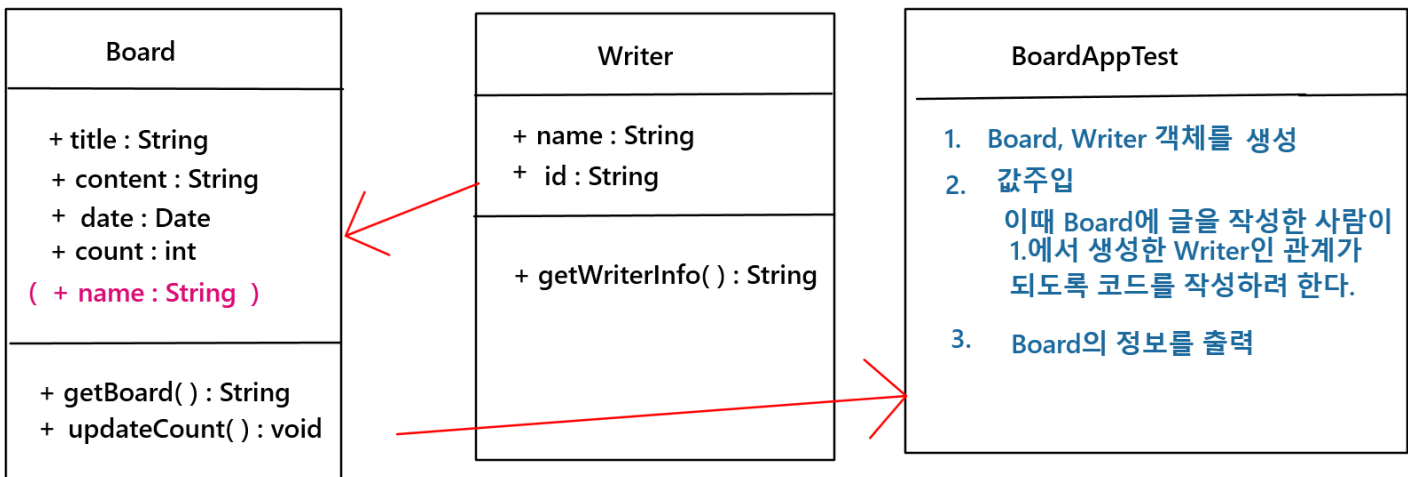 Board
+ title : String
+ content : String
+ date : Date
+ count : int
( + name : String )
+ getBoard( ) : String
+ updateCount( ) : void
Writer
+ name : String
+ id : String
+ getWriterInfo( ) : String
BoardAppTest
1. Board, Writer 객체를 생성
2. 값주입
이때 Board에 글을 작성한 사람이
1.에서 생성한 Writer인 관계가
되도록 코드를 작성하려 한다.
3. Board의 정보를 출력